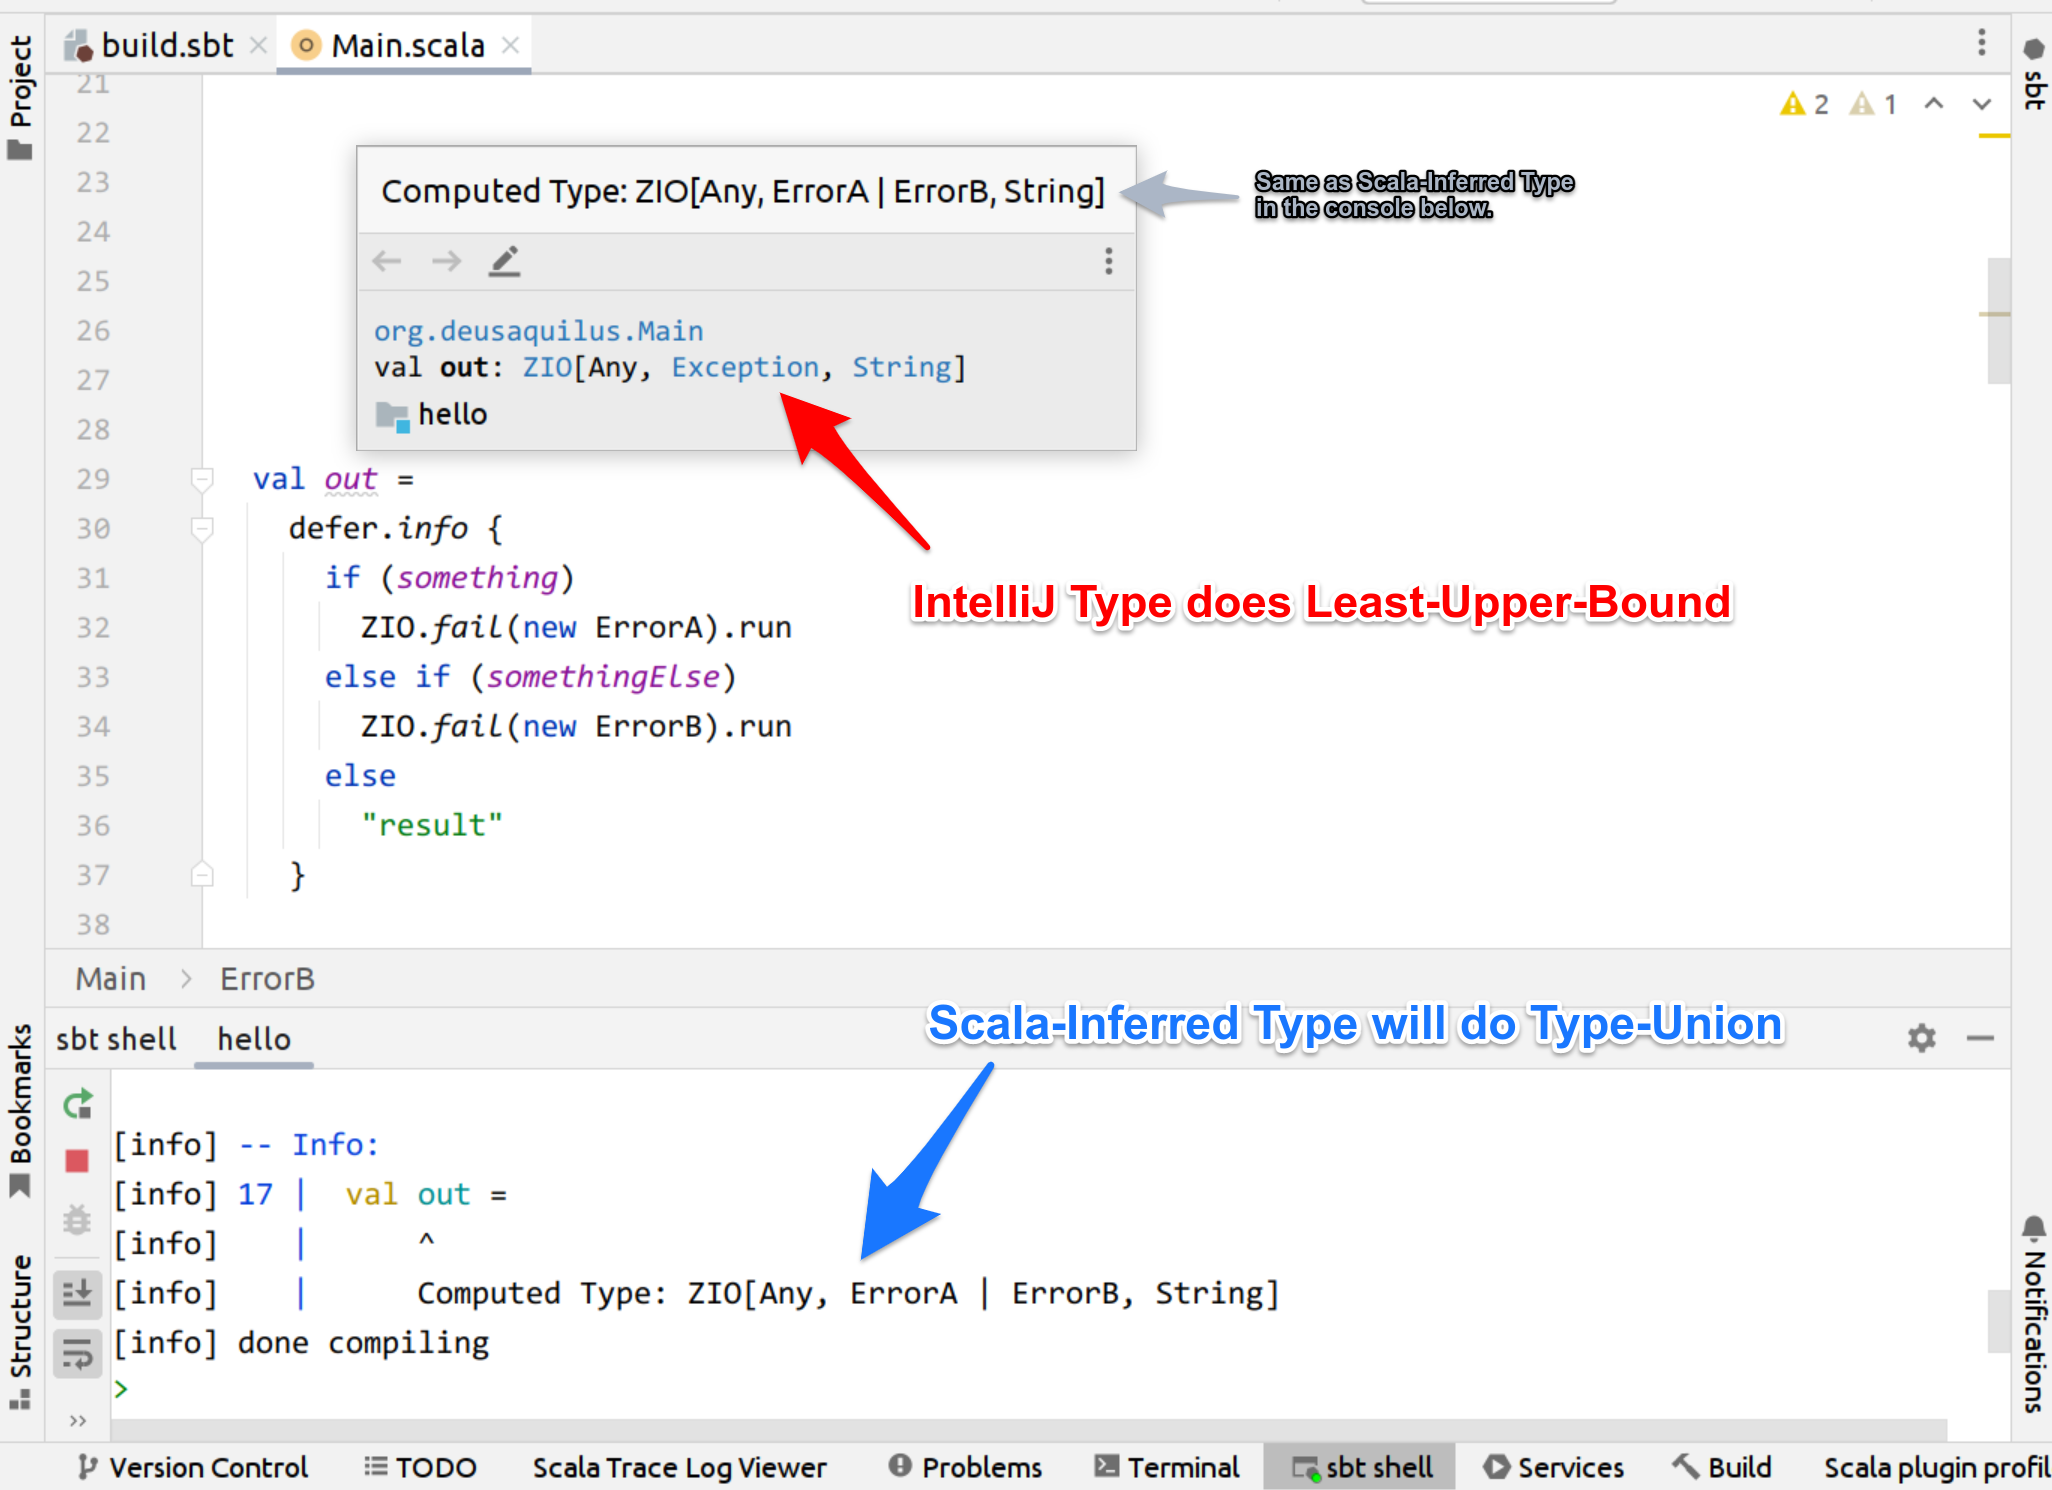 Project
build.sbt
Main.scala
sbt
21
2 1
22
Computed Type: ZIO[Any, ErrorA | ErrorB, String]
Same as Scala-Inferred Type
in the console below.
23
24
25
26
org.deusaquilus.Main
27
val out: ZIO[Any, Exception, String]
hello
28
29 val out =
30 defer.info {
31 if (something)
IntelliJ Type does Least-Upper-Bound
32 ZIO.fail(new ErrorA).run
33 else if (somethingElse)
34 ZIO.fail(new ErrorB).run
35 else
36 "result"
37 }
38
Main > ErrorB
Scala-Inferred Type will do Type-Union
sbt shell hello
Bookmarks
[info] -- Info:
[info] 17 | val out =
[info] | ^
[info] | Computed Type: ZIO[Any, ErrorA | ErrorB, String]
[info] done compiling
>
Structure
Notifications
Version Control TODO Scala Trace Log Viewer Problems Terminal sbt shell Services Build Scala plugin profil